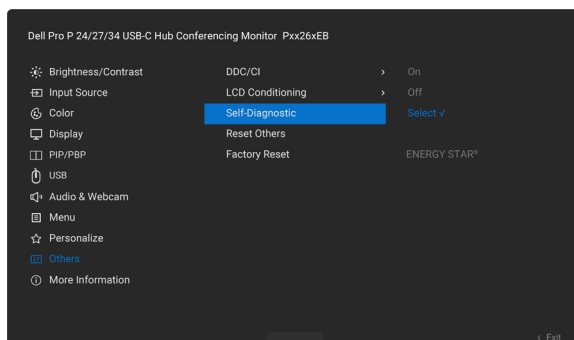 Dell Pro P 24/27/34 USB-C Hub Conferencing Monitor Pxx26xEB
Brightness/Contrast DDC/CI > On
Input Source LCD Conditioning > Off
Color Self-Diagnostic Select √
Display Reset Others
PIP/PBP Factory Reset ENERGY STAR®
USB
Audio & Webcam
Menu
Personalize
Others
More Information
< Exit